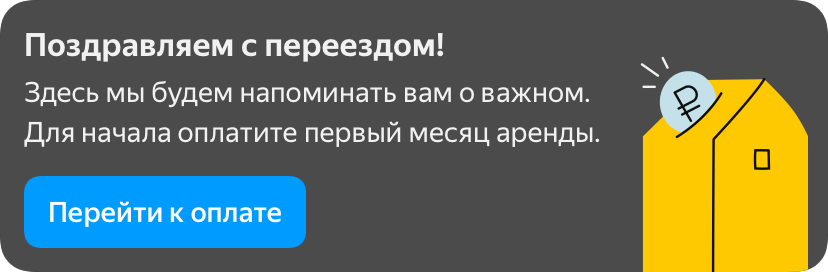 Поздравляем с переездом!
Здесь мы будем напоминать вам о важном.
Для начала оплатите первый месяц аренды.
Перейти к оплате
₽